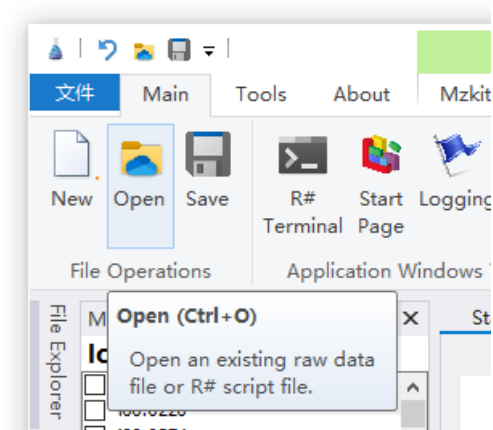 文件
Main
Tools
About
Mzkit
New
Open
Save
R#
Terminal
Start
Page
Logging
File Operations
Application Windows
File Explorer
M
St
Open (Ctrl+O)
Open an existing raw data
file or R# script file.